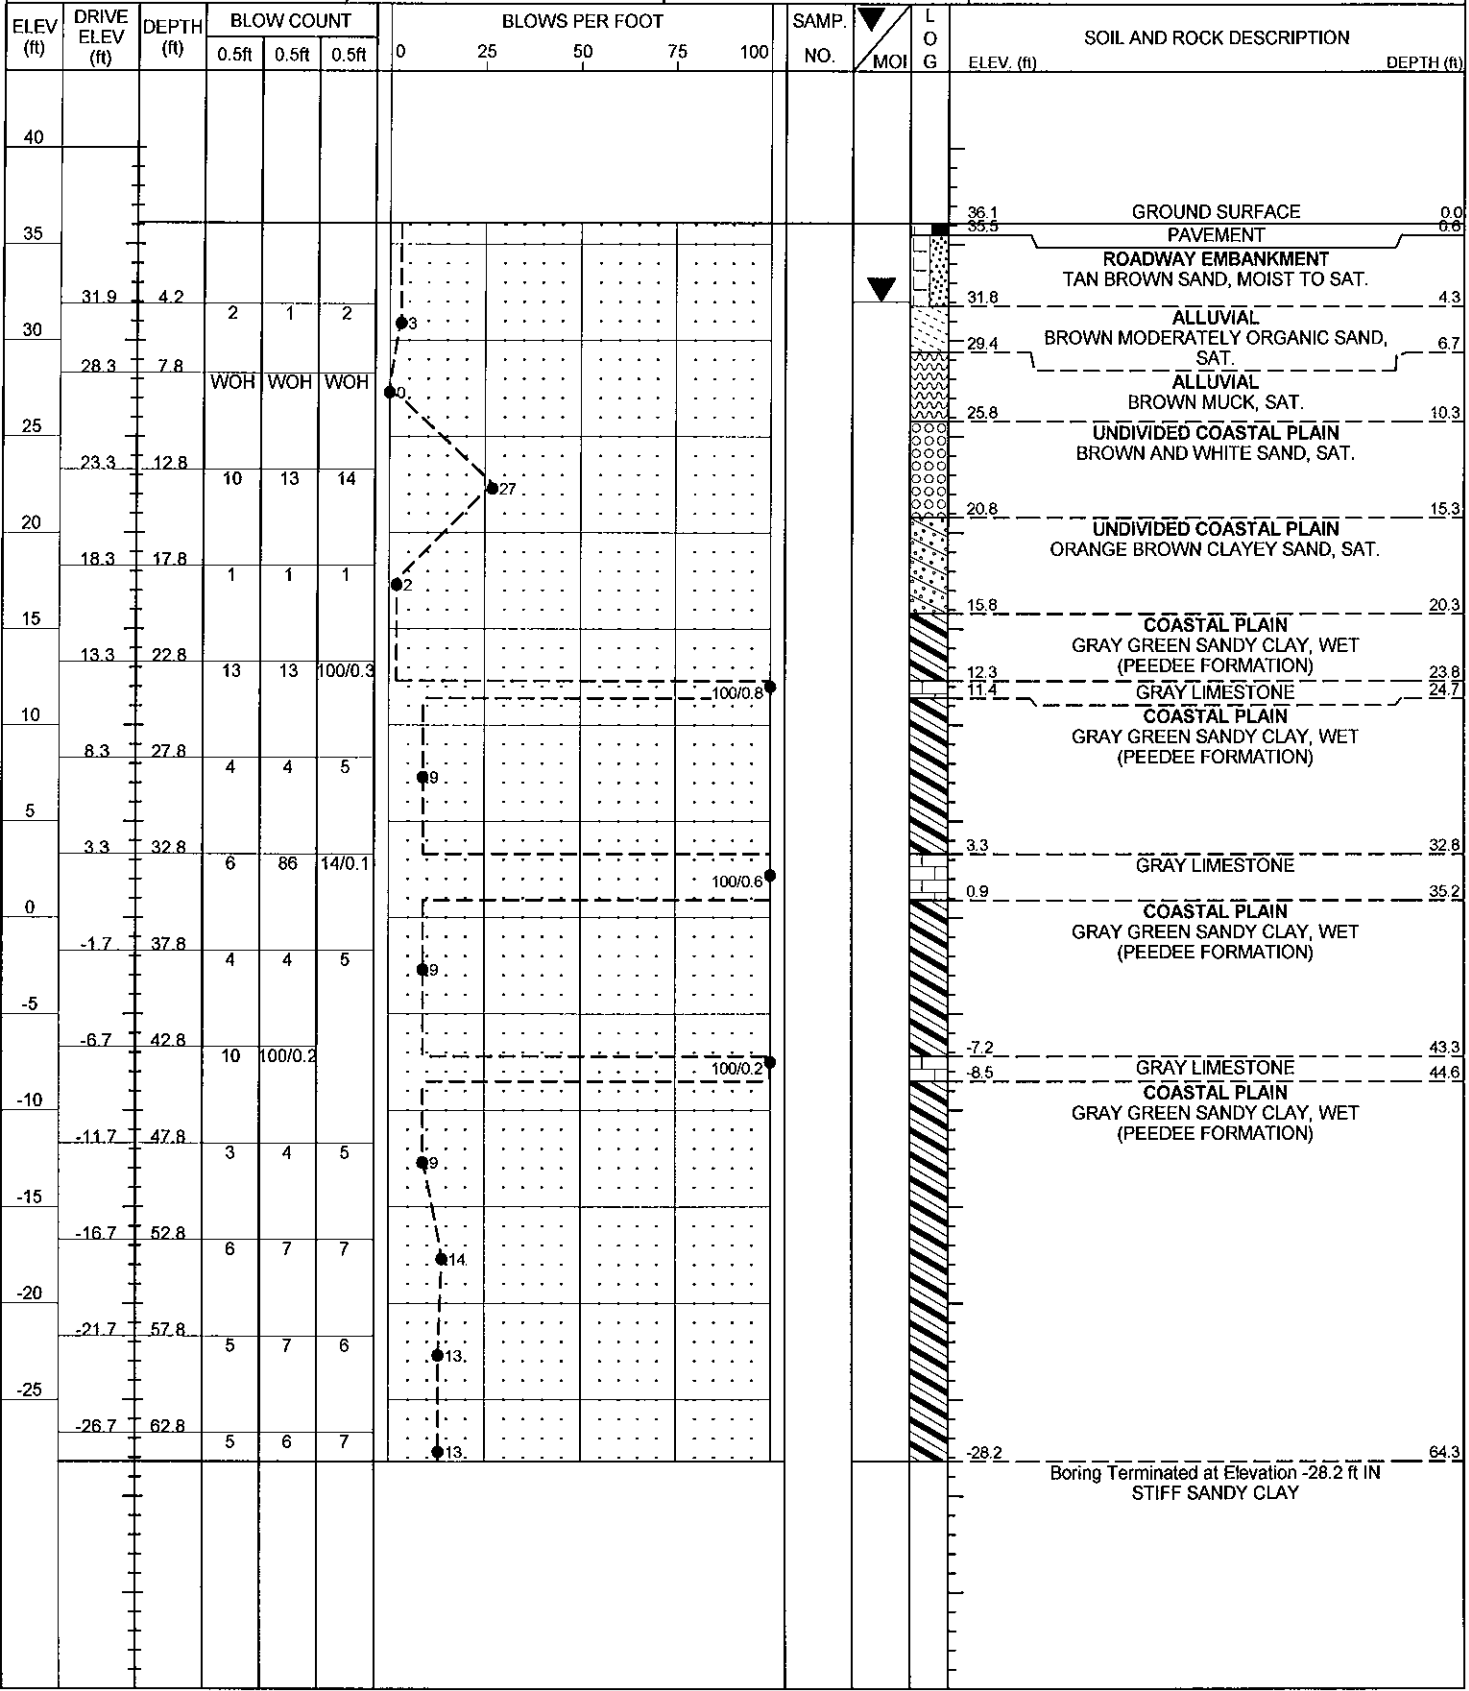 ELEV (ft) DRIVE ELEV (ft) DEPTH (ft) BLOW COUNT BLOWS PER FOOT SAMP. NO. MOI LOG SOIL AND ROCK DESCRIPTION
0.5ft 0.5ft 0.5ft 0 25 50 75 100 ELEV. (ft) DEPTH (ft)
40
36.1 GROUND SURFACE 0.0
35 35.5 PAVEMENT 0.6
ROADWAY EMBANKMENT
TAN BROWN SAND, MOIST TO SAT.
31.9 4.2 31.8 4.3
2 1 2 3 ALLUVIAL
30 BROWN MODERATELY ORGANIC SAND,
29.4 SAT. 6.7
28.3 7.8
WOH WOH WOH 0 ALLUVIAL
BROWN MUCK, SAT.
25 25.8 10.3
UNDIVIDED COASTAL PLAIN
BROWN AND WHITE SAND, SAT.
23.3 12.8
10 13 14 27
20 20.8 15.3
UNDIVIDED COASTAL PLAIN
ORANGE BROWN CLAYEY SAND, SAT.
18.3 17.8
1 1 1 2
15 15.8 20.3
COASTAL PLAIN
GRAY GREEN SANDY CLAY, WET
(PEEDEE FORMATION)
13.3 22.8
13 13 100/0.3 12.3 23.8
100/0.8 GRAY LIMESTONE
11.4 24.7
10 COASTAL PLAIN
GRAY GREEN SANDY CLAY, WET
(PEEDEE FORMATION)
8.3 27.8
4 4 5 9
5
3.3 32.8 3.3 32.8
6 86 14/0.1 GRAY LIMESTONE
100/0.6
0 0.9 35.2
COASTAL PLAIN
GRAY GREEN SANDY CLAY, WET
(PEEDEE FORMATION)
-1.7 37.8
4 4 5 9
-5
-6.7 42.8 -7.2 43.3
10 100/0.2 100/0.2 GRAY LIMESTONE
-8.5 44.6
-10 COASTAL PLAIN
GRAY GREEN SANDY CLAY, WET
(PEEDEE FORMATION)
-11.7 47.8
3 4 5 9
-15
-16.7 52.8
6 7 7 14
-20
-21.7 57.8
5 7 6 13
-25
-26.7 62.8
5 6 7 13
-28.2 64.3
Boring Terminated at Elevation -28.2 ft IN
STIFF SANDY CLAY